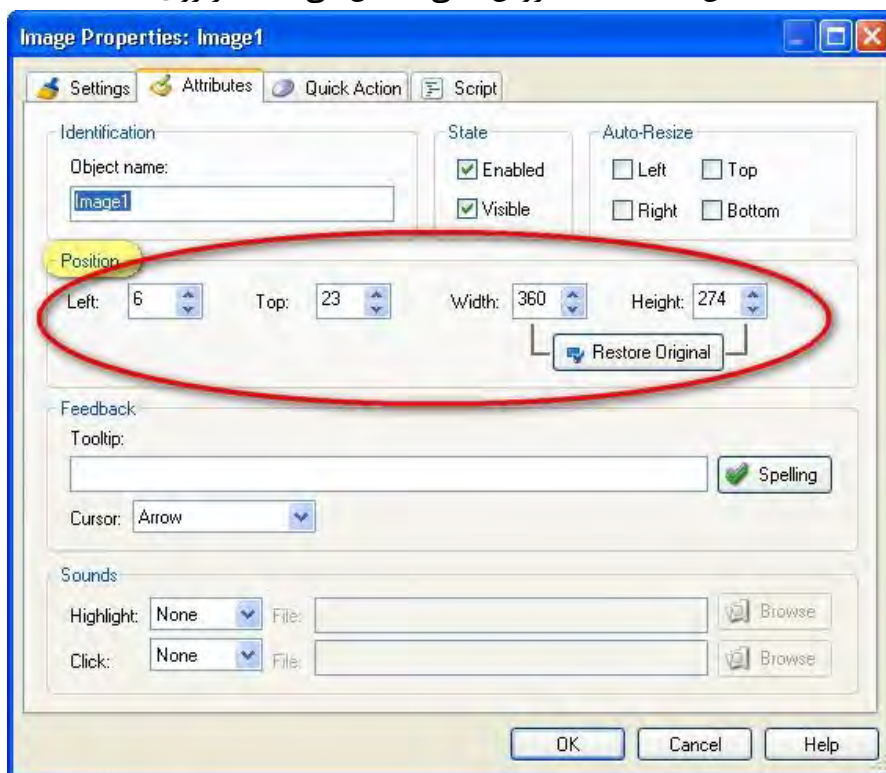 Image Properties: Image1
Settings Attributes Quick Action Script
Identification State Auto-Resize
Object name: Enabled Left Top
Image1 Visible Right Bottom
Position
Left: 6 Top: 23 Width: 360 Height: 274
Restore Original
Feedback
Tooltip:
Spelling
Cursor: Arrow
Sounds
Highlight: None File: Browse
Click: None File: Browse
OK Cancel Help